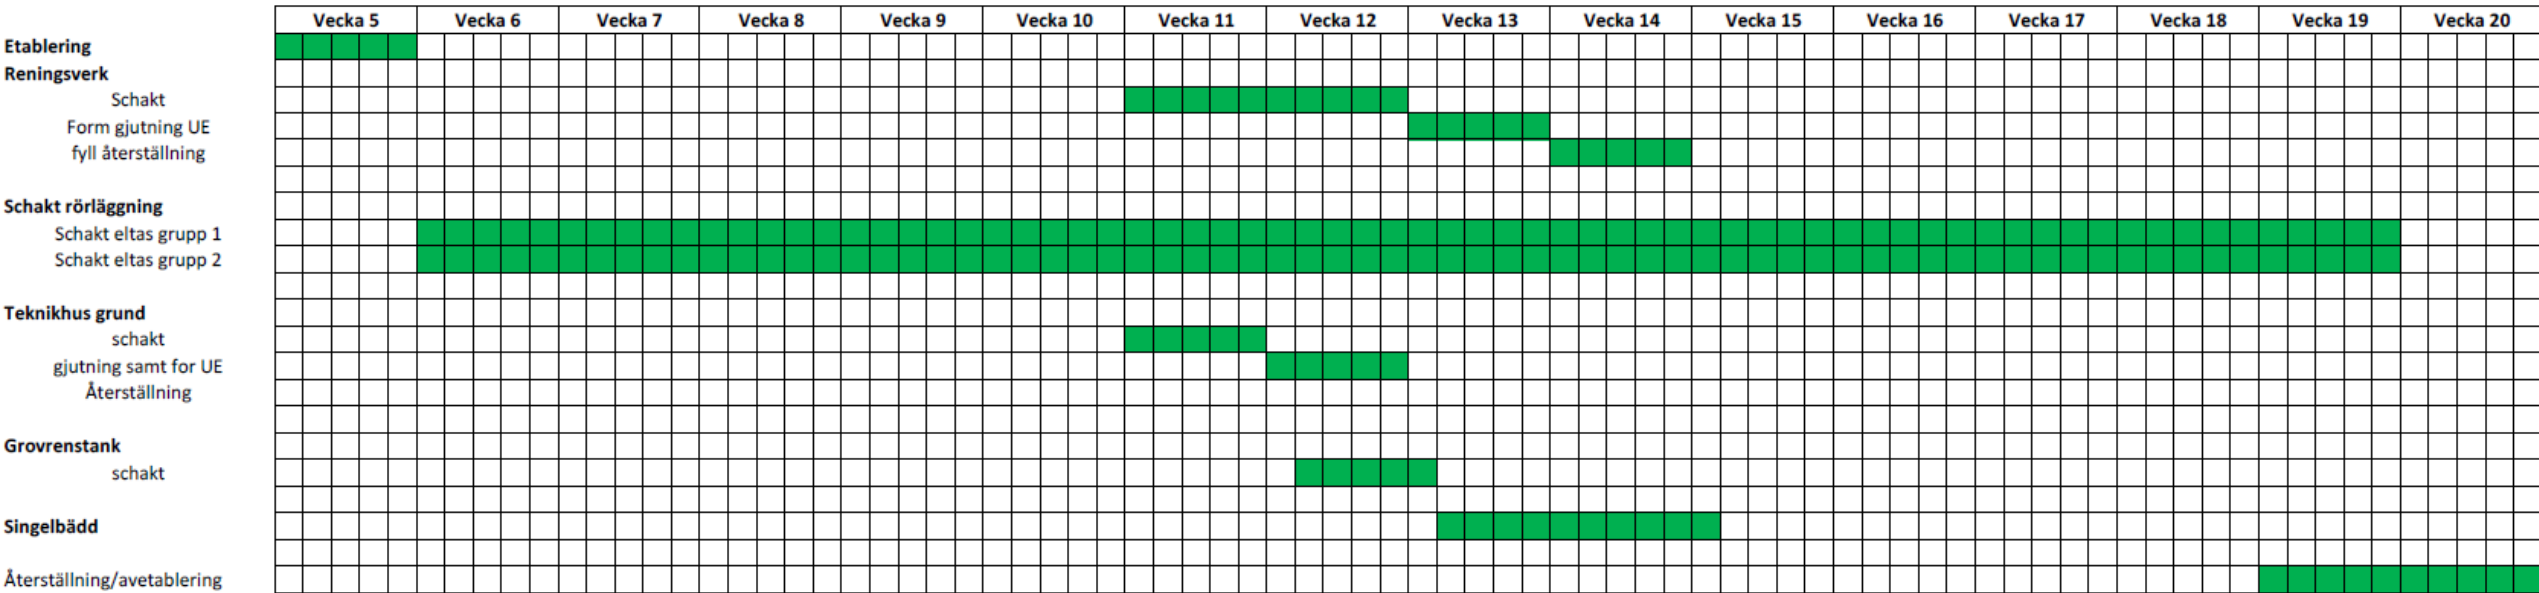 Vecka 5 Vecka 6 Vecka 7 Vecka 8 Vecka 9 Vecka 10 Vecka 11 Vecka 12 Vecka 13 Vecka 14 Vecka 15 Vecka 16 Vecka 17 Vecka 18 Vecka 19 Vecka 20
Etablering
Reningsverk
Schakt
Form gjutning UE
fyll återställning
Schakt rörläggning
Schakt eltas grupp 1
Schakt eltas grupp 2
Teknikhus grund
schakt
gjutning samt for UE
Återställning
Grovrenstank
schakt
Singelbädd
Återställning/avetablering